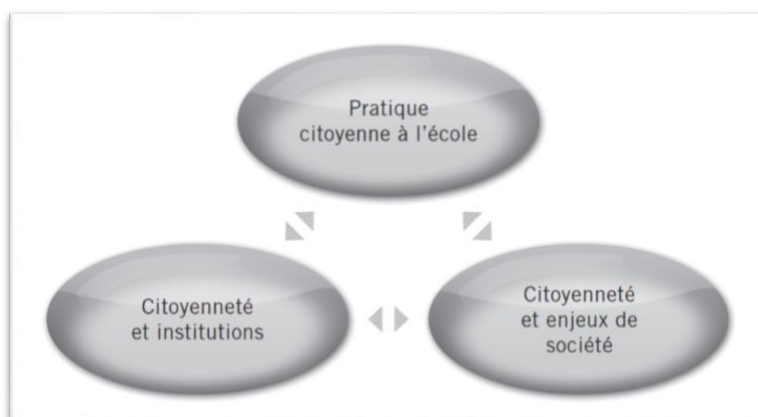 Pratique
citoyenne à l'école
Citoyenneté
et institutions
Citoyenneté
et enjeux de
société